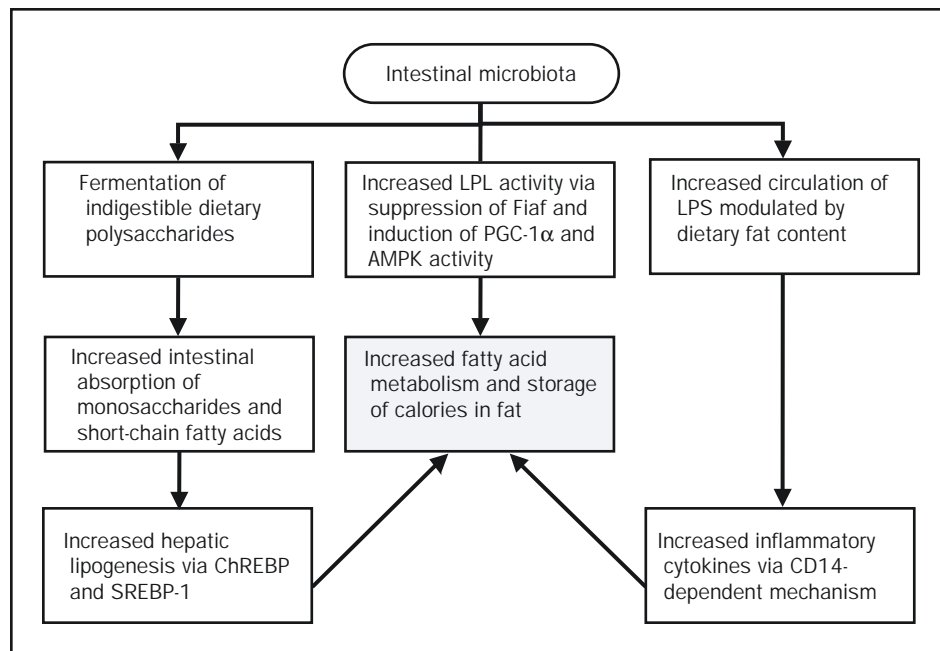 Intestinal microbiota
Fermentation of
indigestible dietary
polysaccharides
Increased LPL activity via
suppression of Fiaf and
induction of PGC-1α and
AMPK activity
Increased circulation of
LPS modulated by
dietary fat content
Increased intestinal
absorption of
monosaccharides and
short-chain fatty acids
Increased fatty acid
metabolism and storage
of calories in fat
Increased hepatic
lipogenesis via ChREBP
and SREBP-1
Increased inflammatory
cytokines via CD14-
dependent mechanism